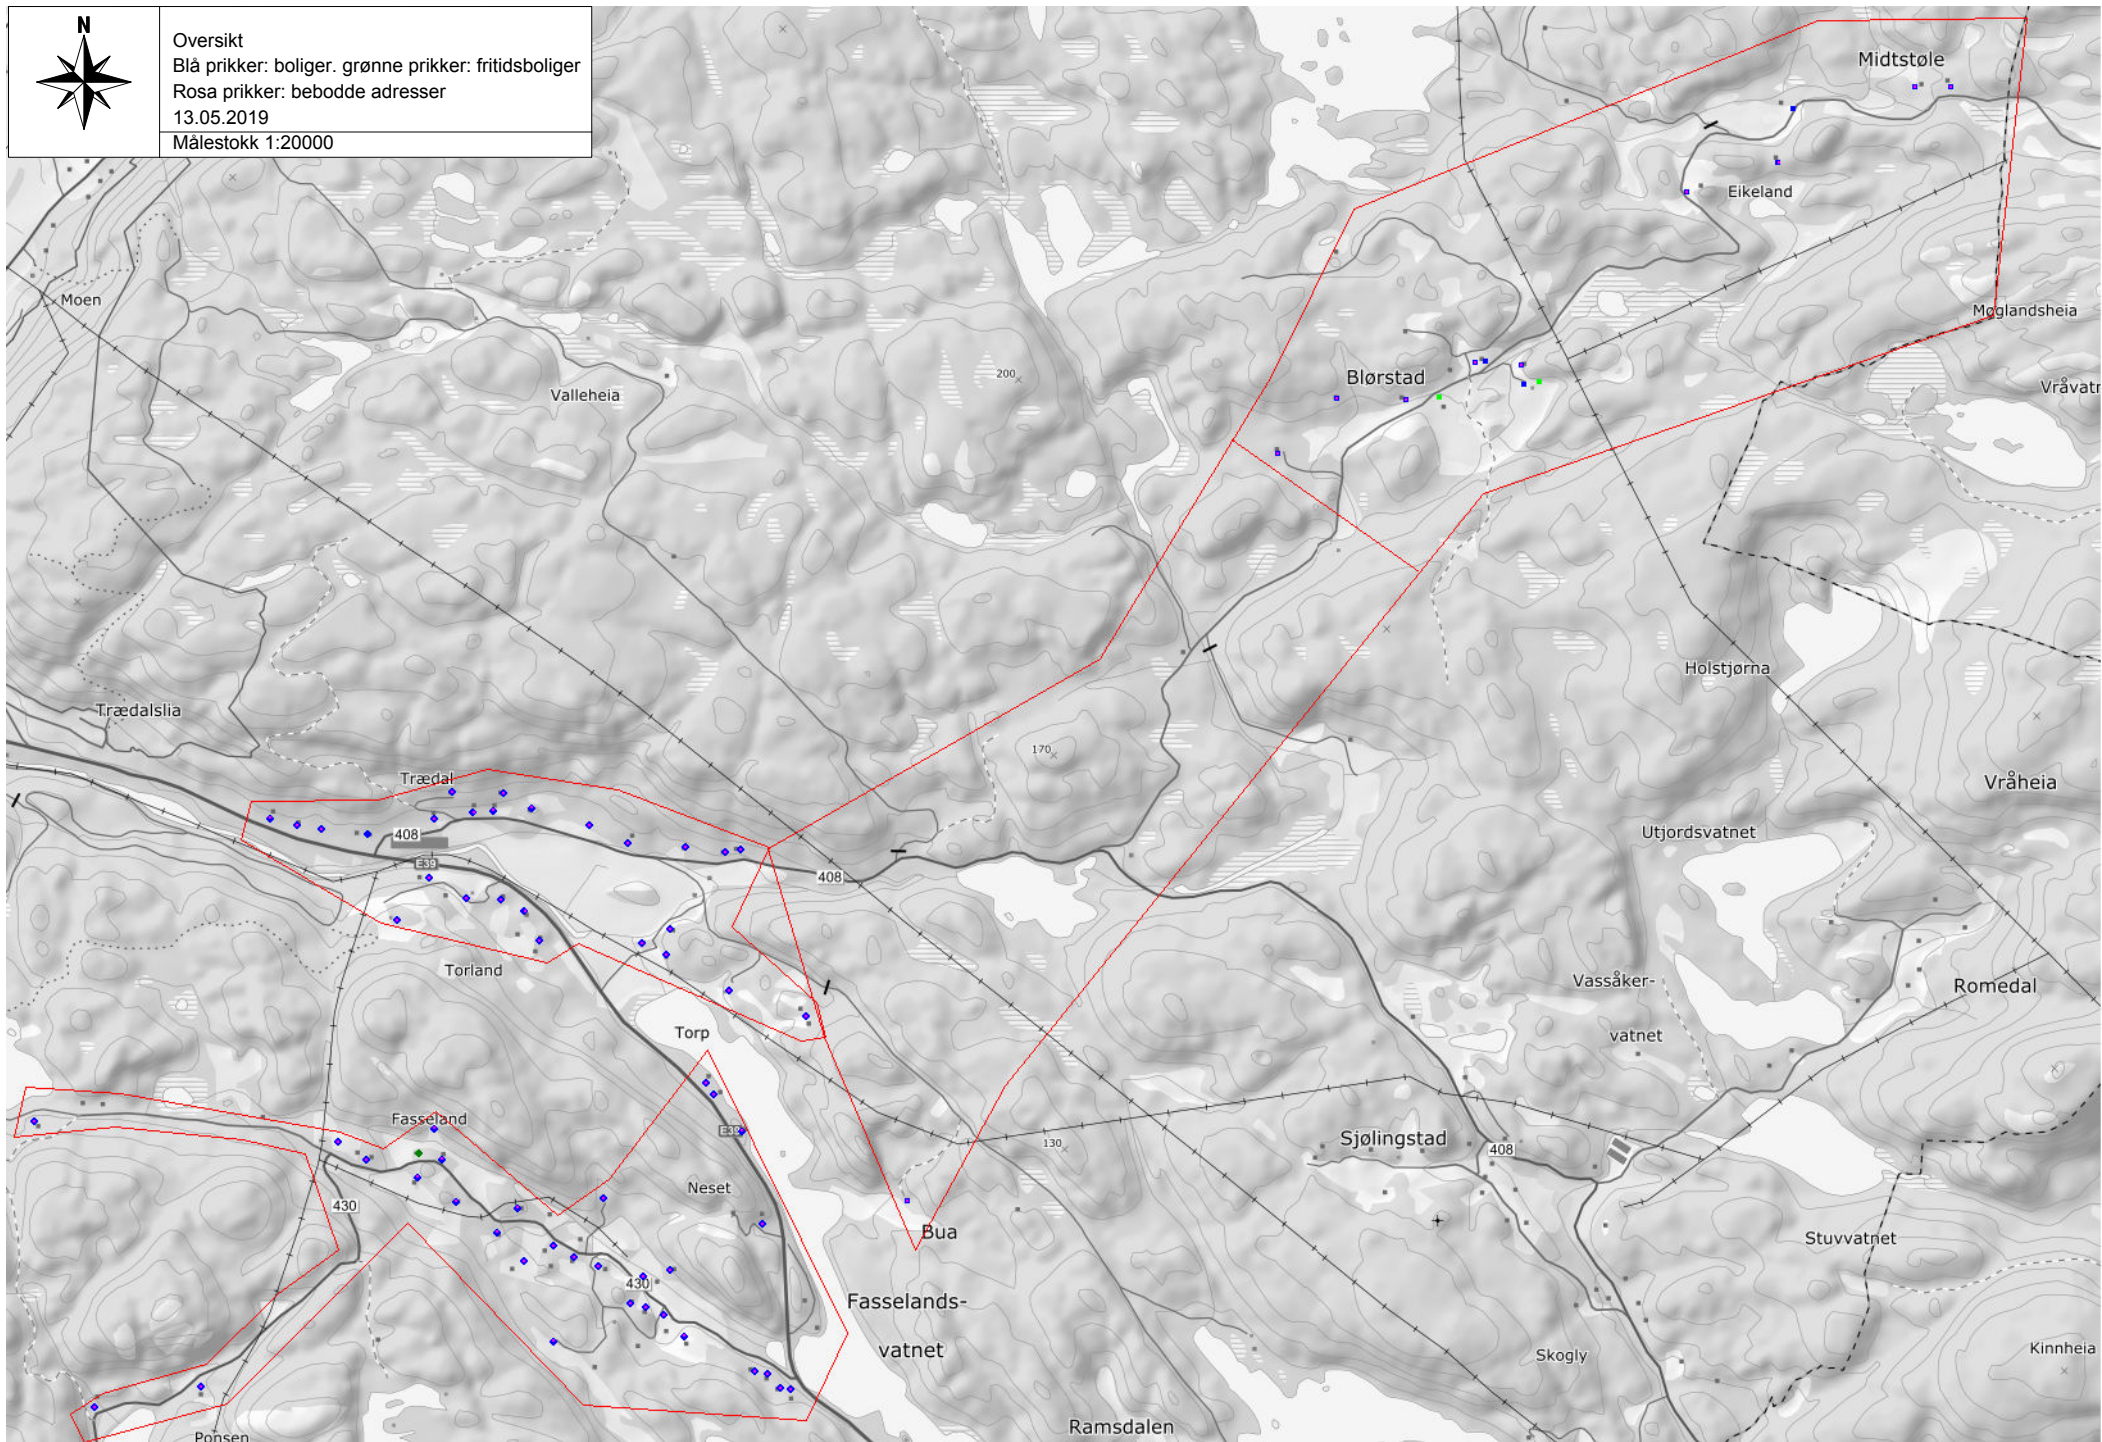 N
Oversikt
Blå prikker: boliger. grønne prikker: fritidsboliger
Rosa prikker: bebodde adresser
13.05.2019
Målestokk 1:20000
Midtstøle
Eikeland
Moen
Møglandsheia
Valleheia
200
Blørstad
Vråvatr
Holstjørna
Trædalslia
170
Trædal
Vråheia
408
Utjordsvatnet
E39
408
Torland
Vassåker-
Romedal
Torp
vatnet
Fasseland
E39
130
Sjølingstad
408
Neset
430
Bua
Stuvvatnet
430
Fasselands-
vatnet
Skogly
Kinnheia
Ramsdalen
Ponsen